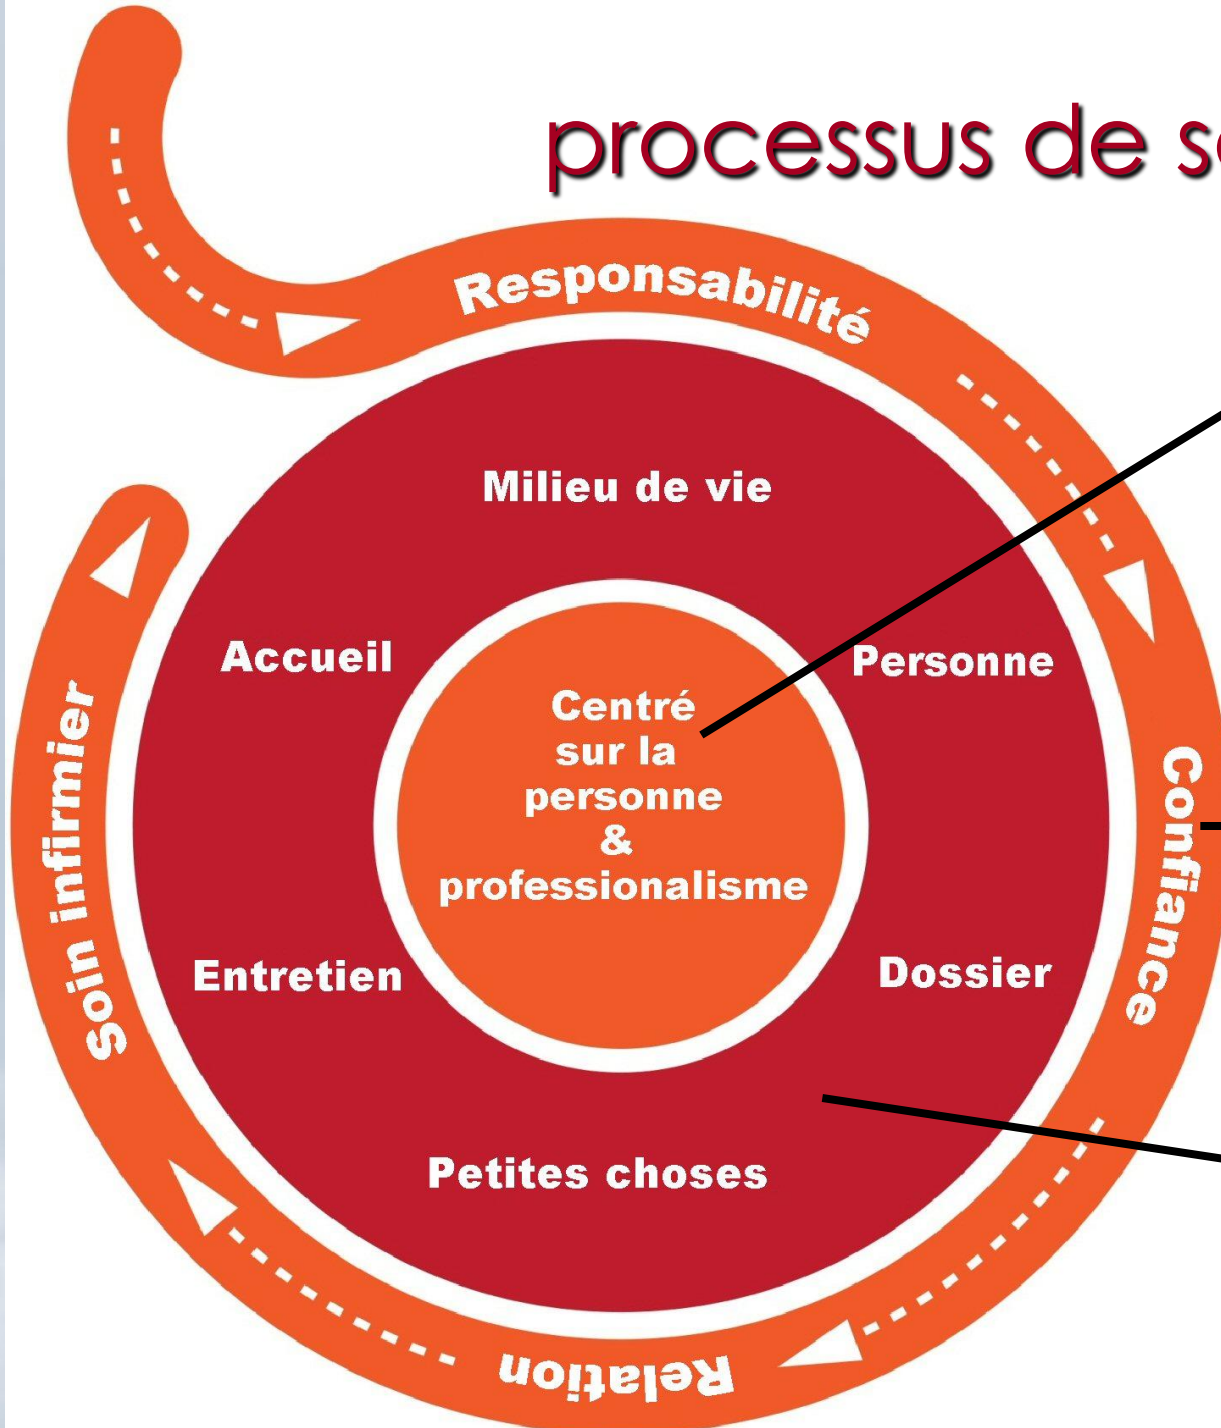 processus de
Responsabilité
Milieu de vie
Accueil
Personne
Centré
sur la
personne
&
professionalisme
Confiance
Soin infirmier
Entretien
Dossier
Petites choses
Relation